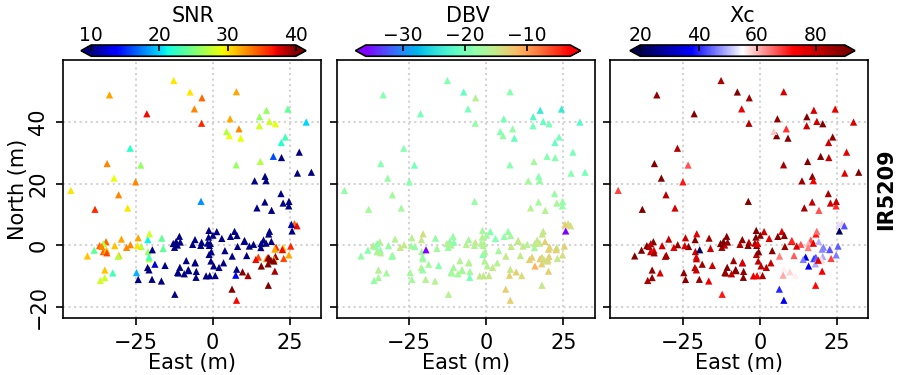 SNR DBV Xc
10 20 30 40 −30 −20 −10 20 40 60 80
North (m)
40
20
0
−20
IR5209
−25 0 25 −25 0 25 −25 0 25
East (m) East (m) East (m)